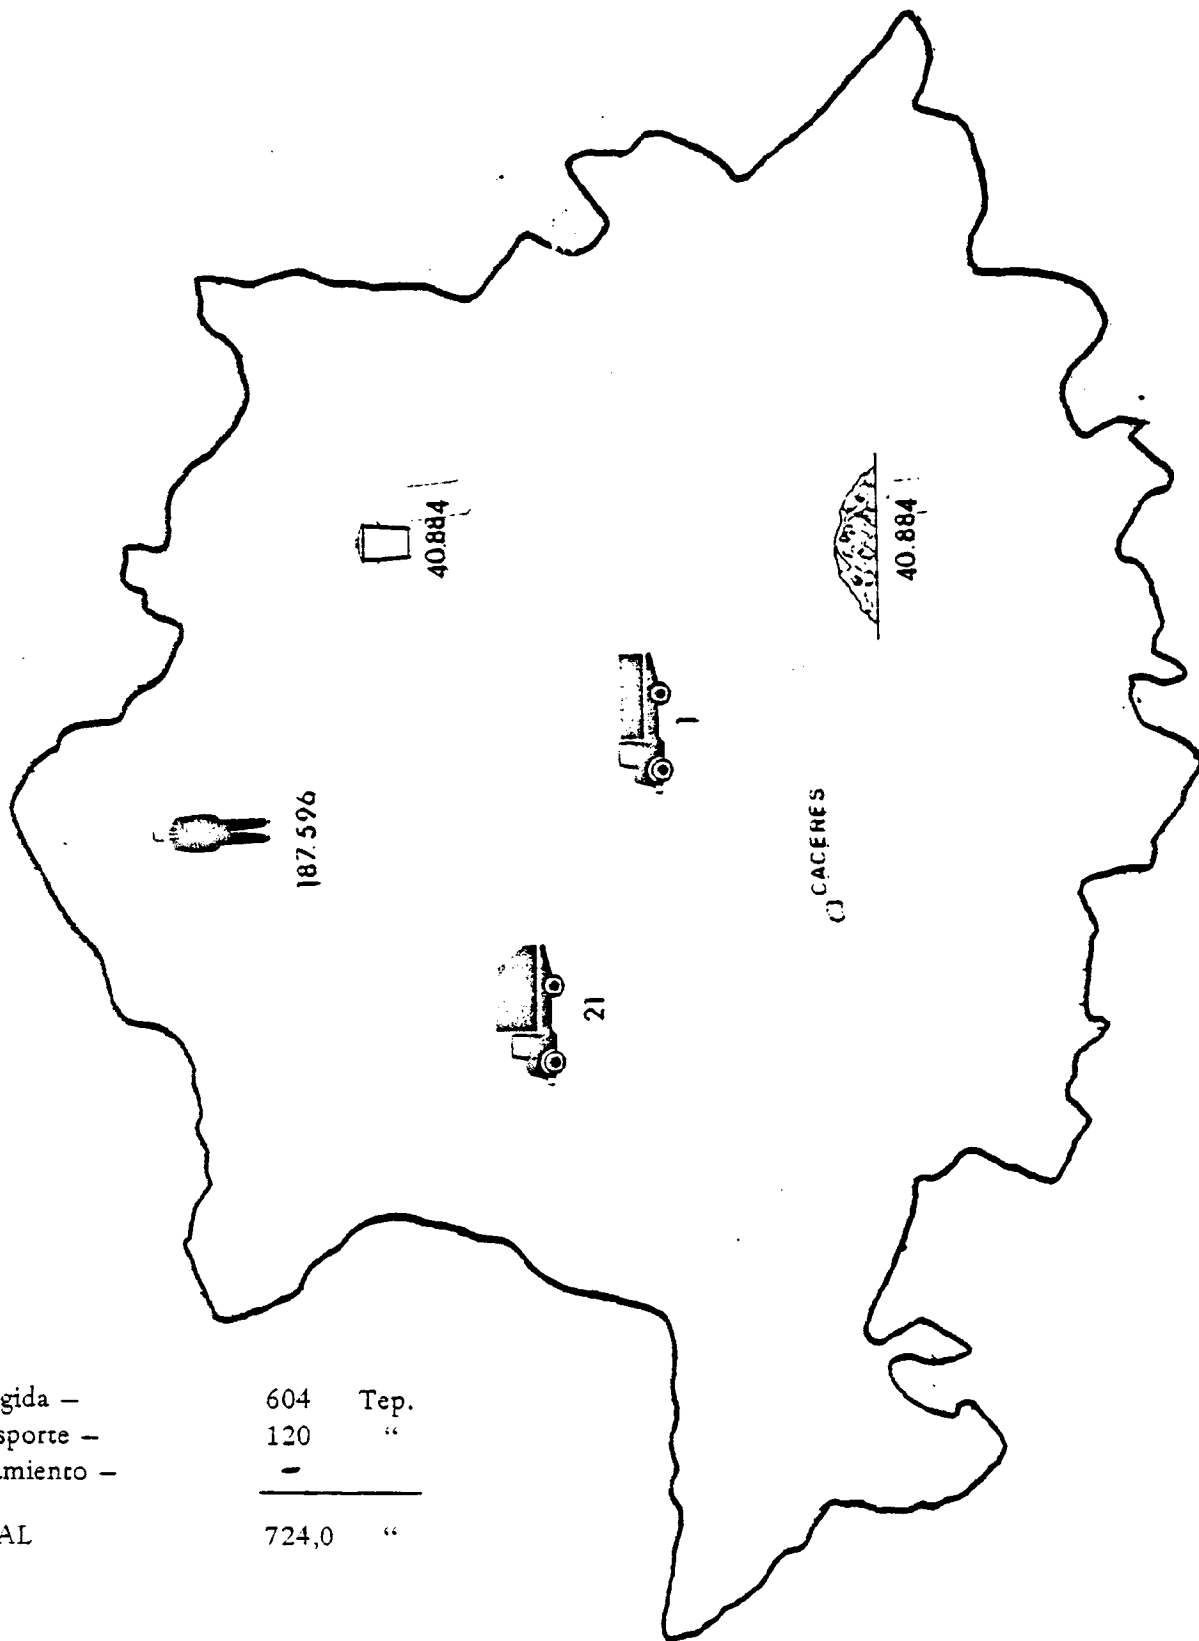 40.884
40.884
1
187.596
CACERES
21
gida — 604 Tep.
sporte — 120 “
amiento — –
AL 724,0 “